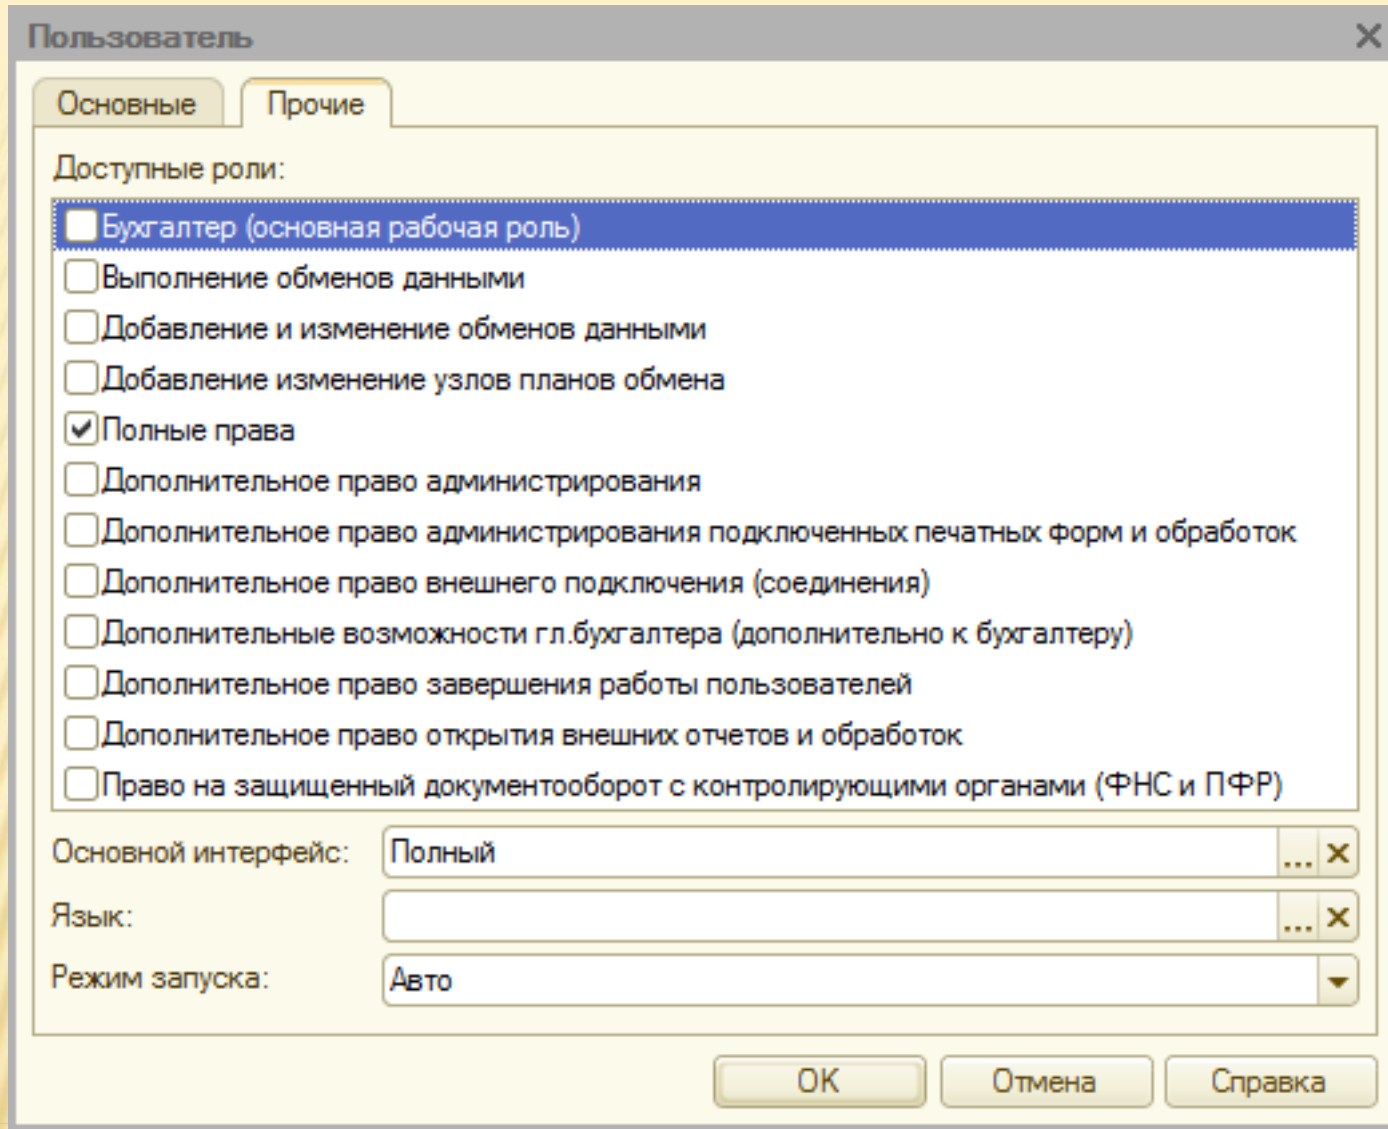 Пользователь
Основные
Прочие
Доступные роли:
Бухгалтер (основная рабочая роль)
Выполнение обменов данными
Добавление и изменение обменов данными
Добавление изменение узлов планов обмена
Полные права
Дополнительное право администрирования
Дополнительное право администрирования подключенных печатных форм и обработок
Дополнительное право внешнего подключения (соединения)
Дополнительные возможности гл.бухгалтера (дополнительно к бухгалтеру)
Дополнительное право завершения работы пользователей
Дополнительное право открытия внешних отчетов и обработок
Право на защищенный документооборот с контролирующими органами (ФНС и ПФР)
Основной интерфейс: Полный ...
Язык: ...
Режим запуска: Авто
OK Отмена Справка